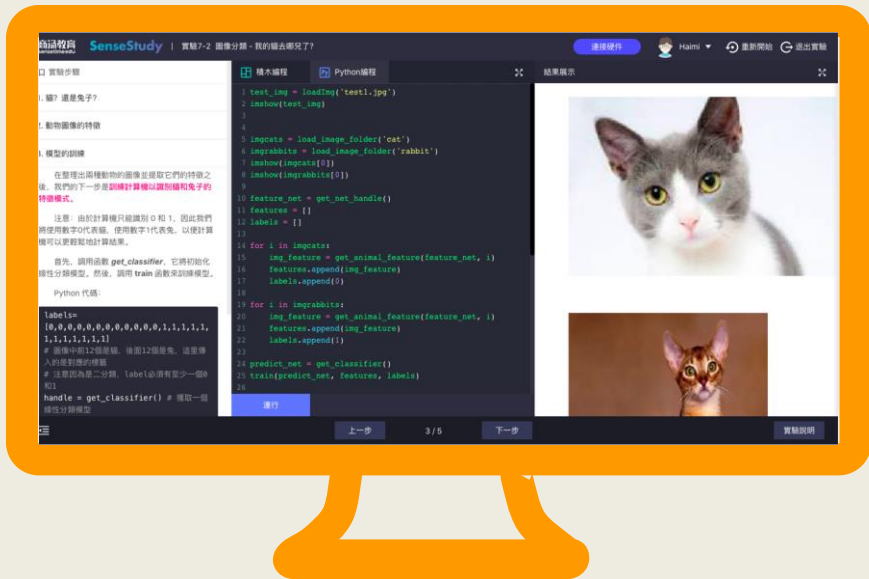 商汤教育 SenseStudy | 實驗7-2 圖像分類 - 我的貓去哪兒了?
sensetimeedu
連接硬件 Haimi 重新開始 退出實驗
實驗步驟
1. 貓? 還是兔子?
2. 動物圖像的特徵
3. 模型的訓練
在整理出兩種動物的圖像並提取它們的特徵之
後, 我們的下一步是訓練計算機以識別貓和兔子的
特徵模式。
注意: 由於計算機只能識別 0 和 1, 因此我們
將使用數字0代表貓, 使用數字1代表兔, 以便計算
機可以更輕鬆地計算結果。
首先, 調用函數 get_classifier, 它將初始化
線性分類模型。然後, 調用 train 函數來訓練模型。
Python 代碼:
labels=
[0,0,0,0,0,0,0,0,0,0,0,0,1,1,1,1,1,
1,1,1,1,1,1,1]
# 圖像中前12個是貓, 後面12個是兔, 這里傳
入的是對應的標籤
# 注意因為是二分類, label必須有至少一個0
和1
handle = get_classifier() # 獲取一個
線性分類模型
積木編程 Py Python編程
1 test_img = loadImg('test1.jpg')
2 imshow(test_img)
3
4
5 imgcats = load_image_folder('cat')
6 imgrabbits = load_image_folder('rabbit')
7 imshow(imgcats[0])
8 imshow(imgrabbits[0])
9
10 feature_net = get_net_handle()
11 features = []
12 labels = []
13
14 for i in imgcats:
15 img_feature = get_animal_feature(feature_net, i)
16 features.append(img_feature)
17 labels.append(0)
18
19 for i in imgrabbits:
20 img_feature = get_animal_feature(feature_net, i)
21 features.append(img_feature)
22 labels.append(1)
23
24 predict_net = get_classifier()
25 train(predict_net, features, labels)
26
運行
結果展示
上一步 3 / 5 下一步 實驗說明